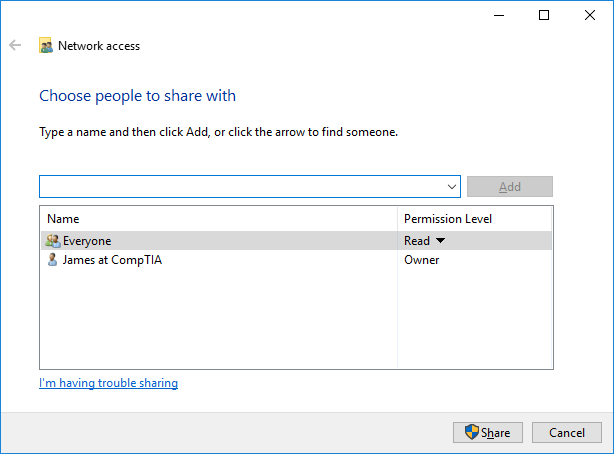 Network access
Choose people to share with
Type a name and then click Add, or click the arrow to find someone.
Add
Name Permission Level
Everyone Read
James at CompTIA Owner
I'm having trouble sharing
Share Cancel